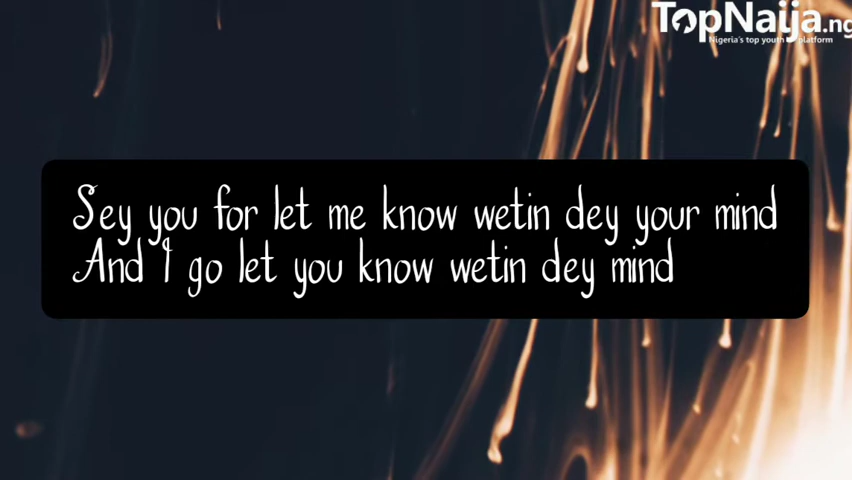 TopNaija.ng
Nigeria's top youth platform
Sey you for let me know wetin dey your mind
And I go let you know wetin dey mind